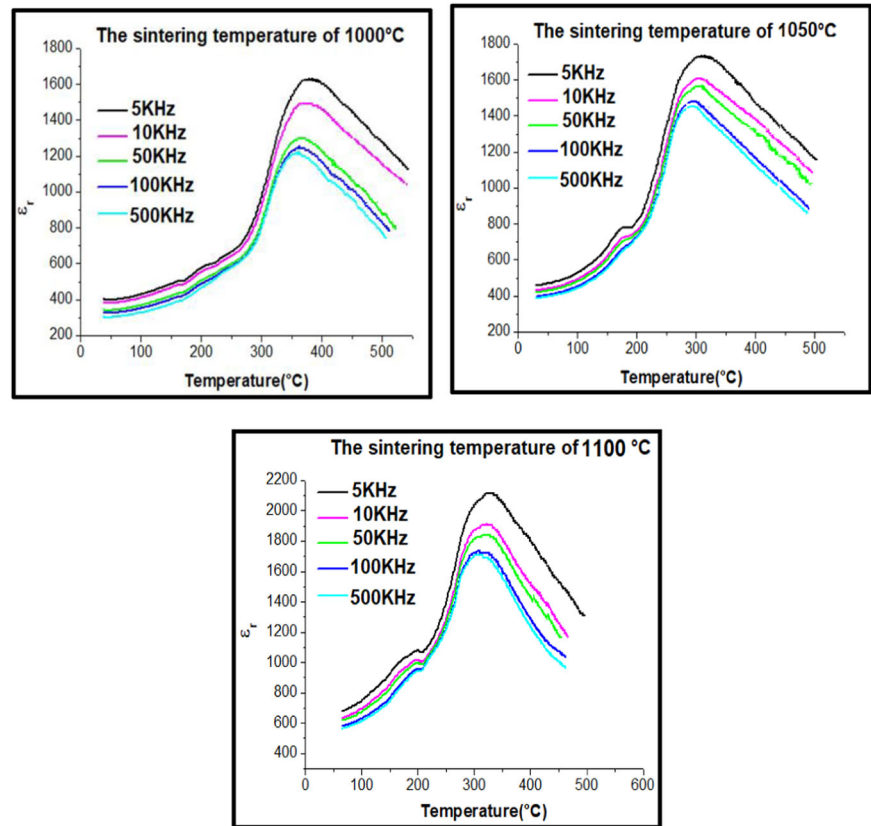 The sintering temperature of 1000°C
1800
1600
1400
1200
1000
800
600
400
200
5KHz
10KHz
50KHz
100KHz
500KHz
εr
0 100 200 300 400 500
Temperature(°C)
The sintering temperature of 1050°C
1800
1600
1400
1200
1000
800
600
400
200
5KHz
10KHz
50KHz
100KHz
500KHz
εr
0 100 200 300 400 500
Temperature(°C)
The sintering temperature of 1100 °C
2200
2000
1800
1600
1400
1200
1000
800
600
400
5KHz
10KHz
50KHz
100KHz
500KHz
εr
0 100 200 300 400 500 600
Temperature(°C)